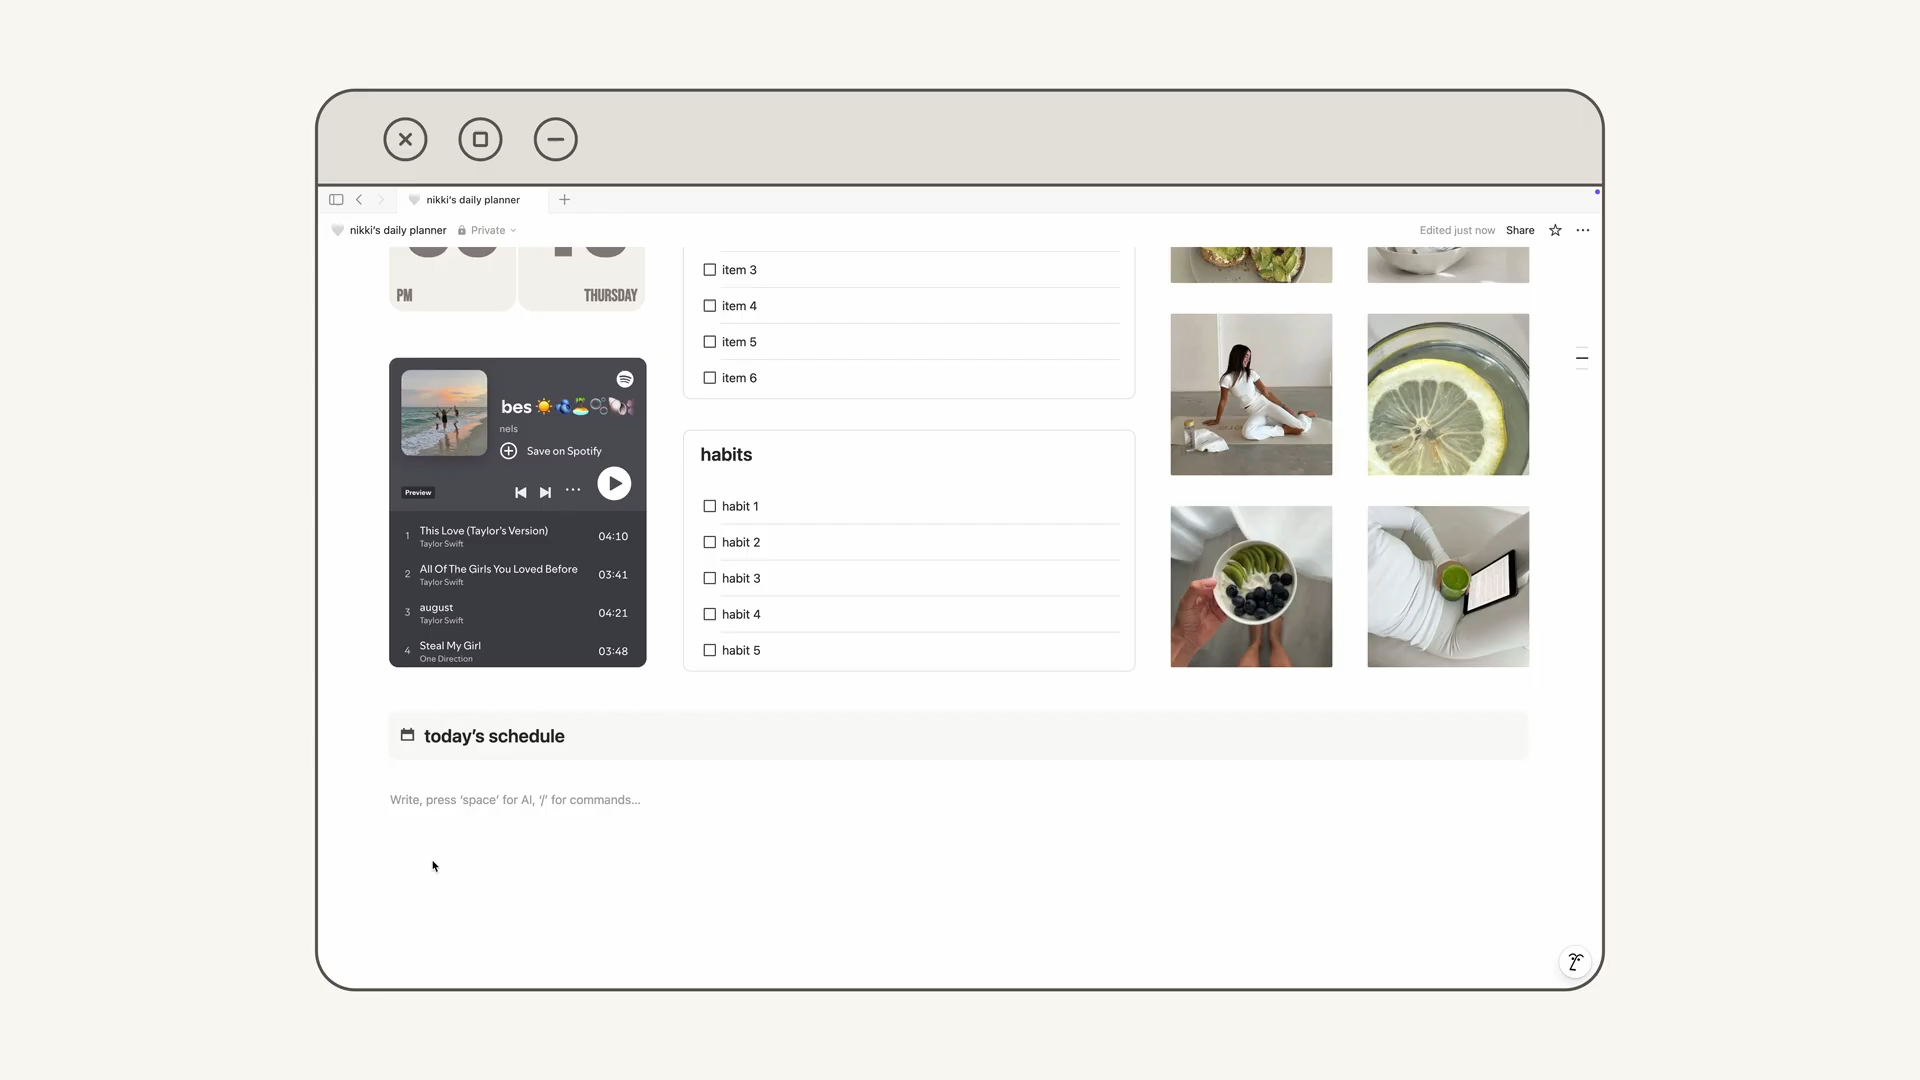 nikki's daily planner
nikki's daily planner
Private
Edited just now
Share
PM
THURSDAY
item 3
item 4
item 5
item 6
bes
nels
Save on Spotify
Preview
1 This Love (Taylor's Version) 04:10
Taylor Swift
2 All Of The Girls You Loved Before 03:41
Taylor Swift
3 august 04:21
Taylor Swift
4 Steal My Girl 03:48
One Direction
habits
habit 1
habit 2
habit 3
habit 4
habit 5
today's schedule
Write, press ‘space’ for AI, ‘/’ for commands...